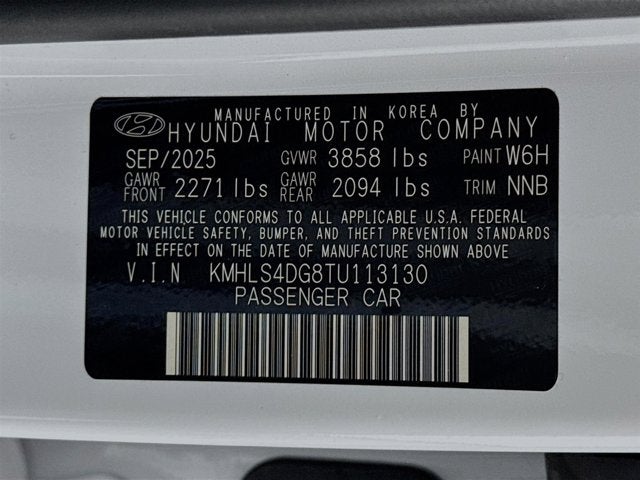 MANUFACTURED IN KOREA BY
HYUNDAI MOTOR COMPANY
SEP/2025 GVWR 3858 lbs PAINT W6H
GAWR FRONT 2271 lbs GAWR REAR 2094 lbs TRIM NNB
THIS VEHICLE CONFORMS TO ALL APPLICABLE U.S.A. FEDERAL
MOTOR VEHICLE SAFETY, BUMPER, AND THEFT PREVENTION STANDARDS
IN EFFECT ON THE DATE OF MANUFACTURE SHOWN ABOVE
V.I.N KMHLS4DG8TU113130
PASSENGER CAR